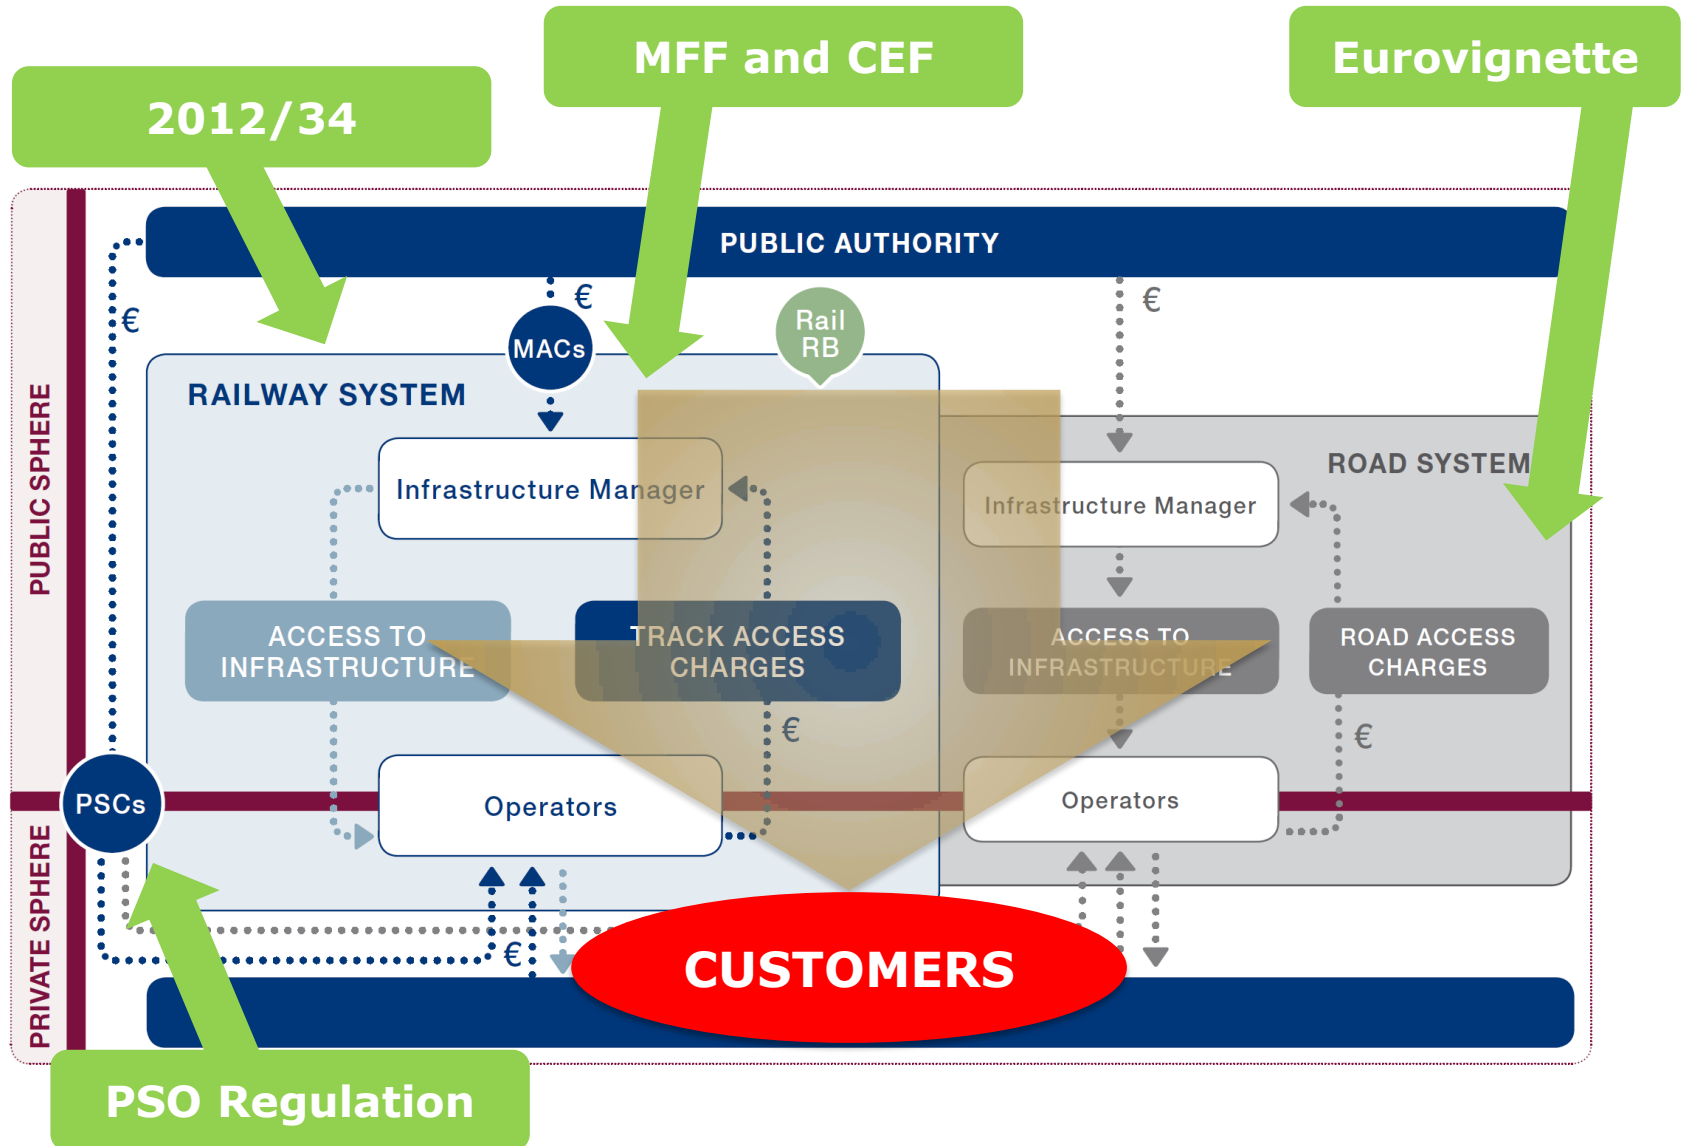 MFF and CEF
Eurovignette
2012/34
PUBLIC AUTHORITY
€
€
€
MACs
Rail
RB
RAILWAY SYSTEM
ROAD SYSTEM
PUBLIC SPHERE
Infrastructure Manager
Infrastructure Manager
ACCESS TO
INFRASTRUCTURE
TRACK ACCESS
CHARGES
ACCESS TO
INFRASTRUCTURE
ROAD ACCESS
CHARGES
€
€
PSCs
Operators
Operators
PRIVATE SPHERE
€
CUSTOMERS
PSO Regulation